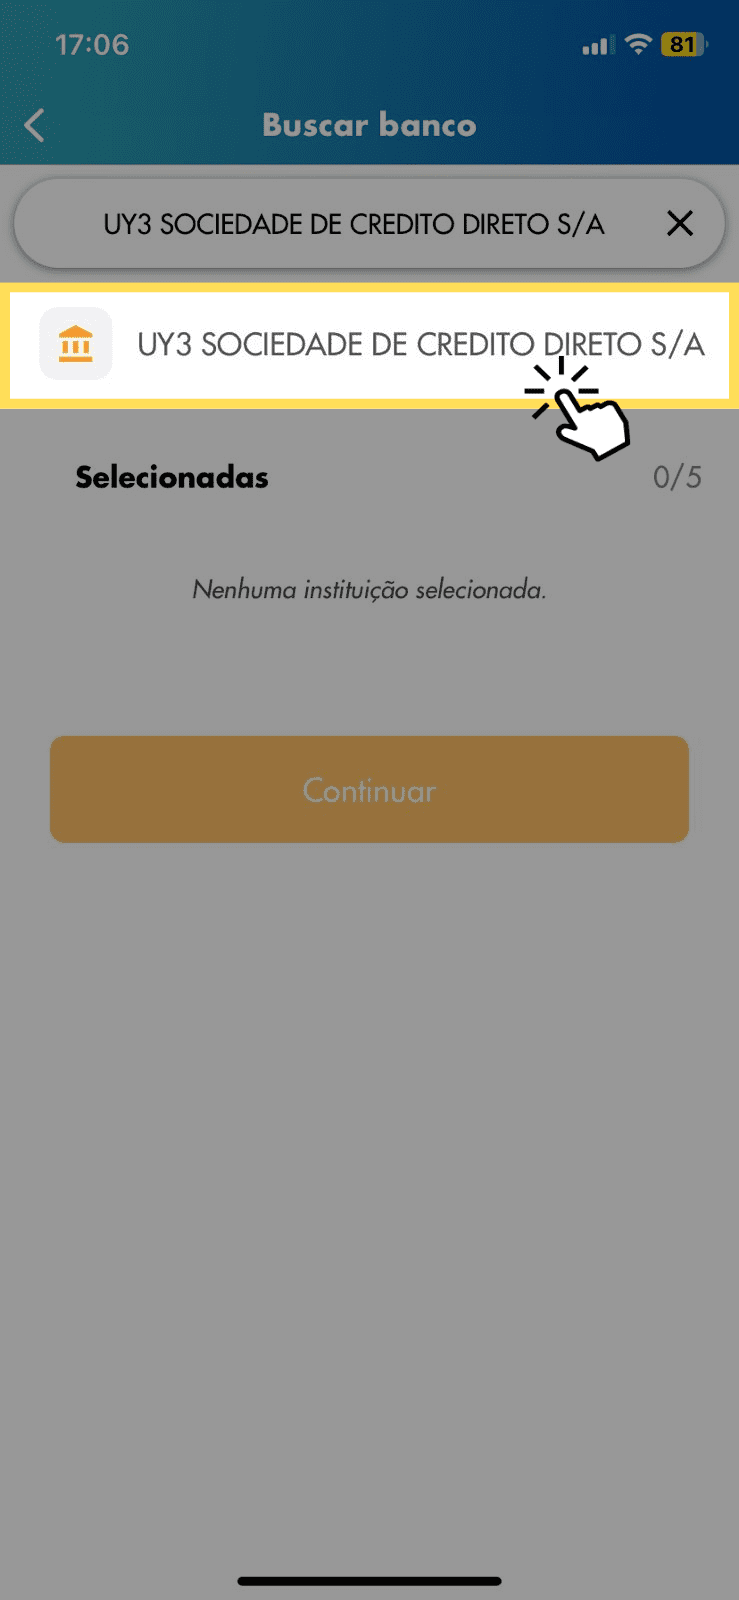 17:06
81
Buscar banco
UY3 SOCIEDADE DE CREDITO DIRETO S/A
UY3 SOCIEDADE DE CREDITO DIRETO S/A
Selecionadas 0/5
Nenhuma instituição selecionada.
Continuar